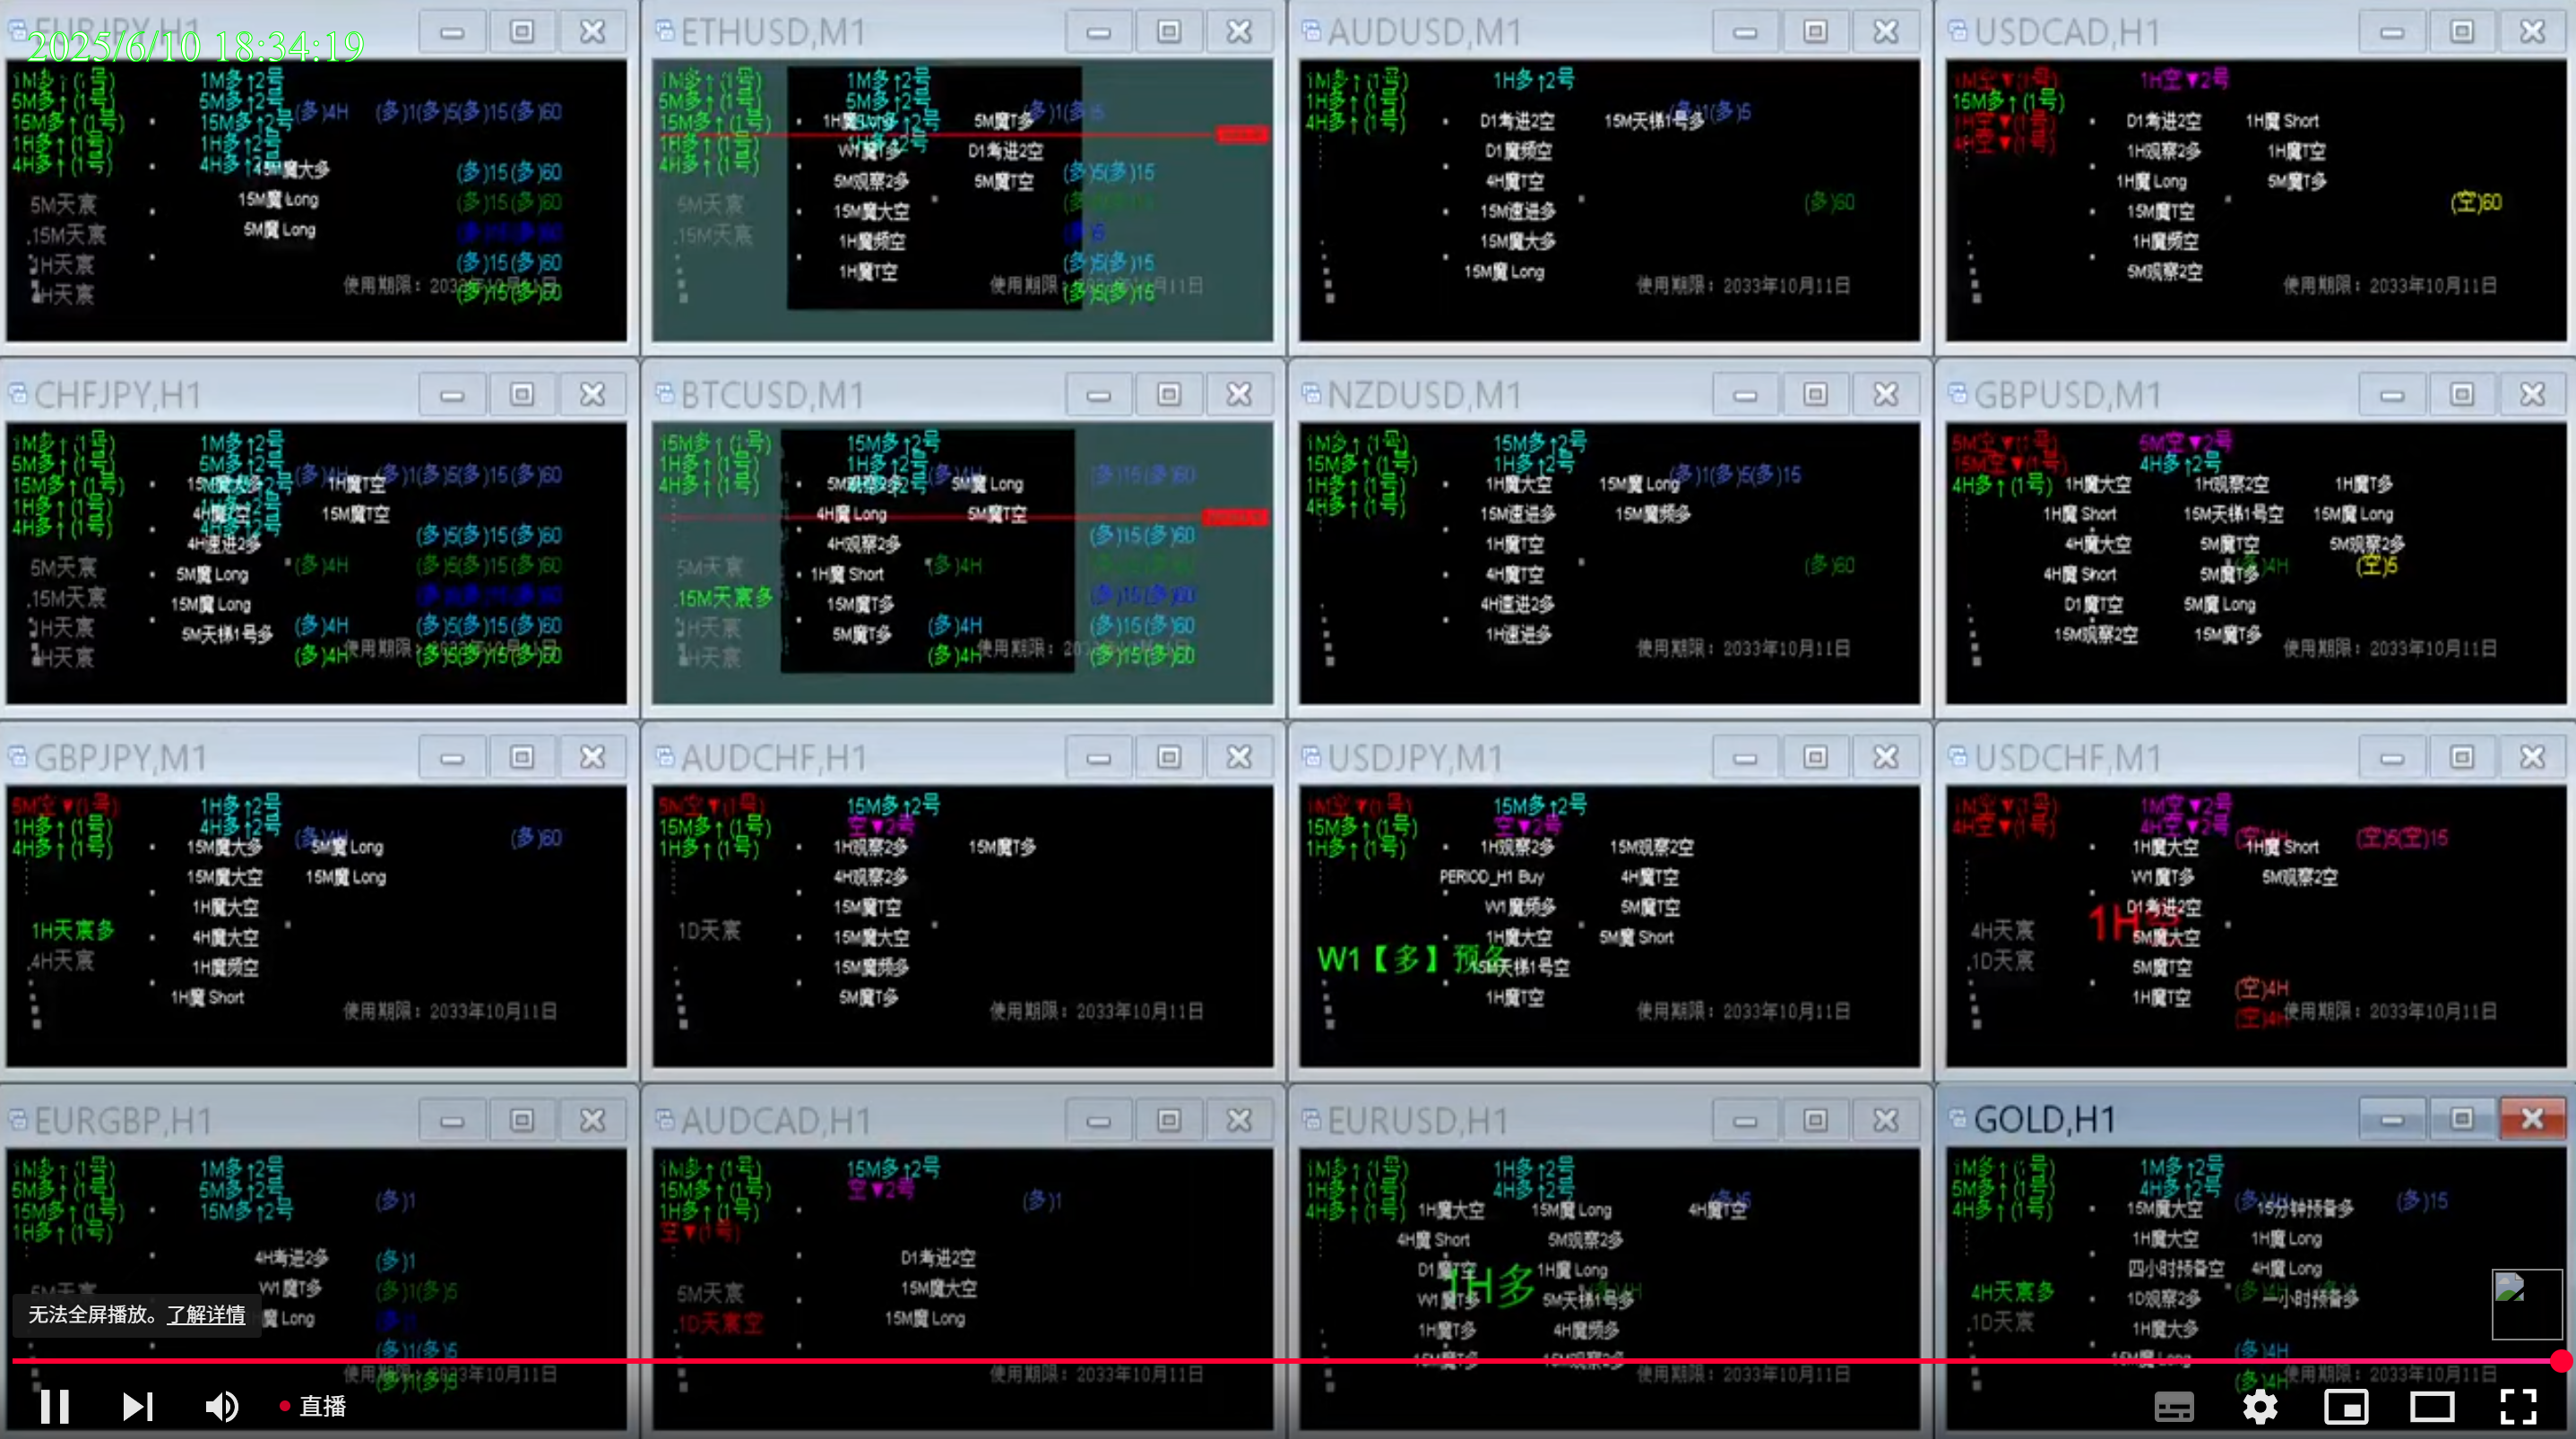 EURJPY,H1
2025/6/10 18:34:19
1M多↑(1号) 1M多↑2号
5M多↑(1号) 5M多↑2号 (多)4H (多)1(多)5(多)15(多)60
15M多↑(1号) 15M多↑2号
1H多↑(1号) 1H多↑2号
4H多↑(1号) 4H多↑2号 魔大多 (多)15(多)60
5M天宸 15M魔 Long (多)15(多)60
.15M天宸 5M魔 Long (多)15(多)60
1H天宸 (多)15(多)60
4H天宸 使用期限: (多)15(多)60
ETHUSD,M1
1M多↑(1号) 1M多↑2号
5M多↑(1号) 5M多↑2号
15M多↑(1号) 15M多↑2号 5M魔T多 (多)1(多)5
1H多↑(1号) W1魔T多 D1考进2空
4H多↑(1号) 5M观察2多 5M魔T空 (多)5(多)15
5M天宸 15M魔大空
.15M天宸 1H魔频空 (多)5
1H魔T空 (多)5(多)15
使用期限: (多)5(多)15
AUDUSD,M1
1M多↑(1号) 1H多↑2号
1H多↑(1号)
4H多↑(1号) D1考进2空 15M天梯1号多 (多)1(多)5
D1魔频空
4H魔T空
15M速进多 (多)60
15M魔大多
15M魔 Long 使用期限: 2033年10月11日
USDCAD,H1
1M空▼(1号) 1H空▼2号
15M多↑(1号)
1H空▼(1号) D1考进2空 1H魔 Short
4H空▼(1号) 1H观察2多 1H魔T空
1H魔 Long 5M魔T多
15M魔T空 (空)60
1H魔频空
5M观察2空 使用期限: 2033年10月11日
CHFJPY,H1
1M多↑(1号) 1M多↑2号
5M多↑(1号) 5M多↑2号 (多)4H (多)1(多)5(多)15(多)60
15M多↑(1号) 15M魔大多 1H魔T空
1H多↑(1号) 15M魔T空
4H多↑(1号) 4H速进2多 (多)5(多)15(多)60
5M天宸 5M魔 Long (多)4H (多)5(多)15(多)60
.15M天宸 15M魔 Long
1H天宸 5M天梯1号多 (多)4H (多)5(多)15(多)60
4H天宸 (多)4H 使用期限: (多)5(多)15(多)60
BTCUSD,M1
15M多↑(1号) 15M多↑2号
1H多↑(1号) 1H多↑2号 (多)4H (多)15(多)60
4H多↑(1号) 5M观察2多 5M魔 Long
4H魔 Long 5M魔T空
4H观察2多 (多)15(多)60
5M天宸 1H魔 Short (多)4H
.15M天宸多 15M魔T多 (多)15(多)60
1H天宸 5M魔T多 (多)4H (多)15(多)60
4H天宸 (多)4H 使用期限: (多)15(多)60
NZDUSD,M1
1M多↑(1号) 15M多↑2号
15M多↑(1号) 1H多↑2号 (多)1(多)5(多)15
1H多↑(1号) 1H魔大空 15M魔 Long
4H多↑(1号) 15M速进多 15M魔频多
1H魔T空
4H魔T空 (多)60
4H速进2多
1H速进多 使用期限: 2033年10月11日
GBPUSD,M1
5M空▼(1号) 5M空▼2号
15M空▼(1号) 4H多↑2号
4H多↑(1号) 1H魔大空 1H观察2空 1H魔T多
1H魔 Short 15M天梯1号空 15M魔 Long
4H魔大空 5M魔T空 5M观察2多
4H魔 Short 5M魔T多 4H (空)5
D1魔T空 5M魔 Long
15M观察2空 15M魔T多 使用期限: 2033年10月11日
GBPJPY,M1
5M空▼(1号) 1H多↑2号
1H多↑(1号) 4H多↑2号 (多)4H (多)60
4H多↑(1号) 15M魔大多 5M魔 Long
15M魔大空 15M魔 Long
1H魔大空
1H天宸多 4H魔大空
.4H天宸 1H魔频空
1H魔 Short 使用期限: 2033年10月11日
AUDCHF,H1
5M空▼(1号) 15M多↑2号
15M多↑(1号) 空▼2号
1H多↑(1号) 1H观察2多 15M魔T多
4H观察2多
15M魔T空
1D天宸 15M魔大空
15M魔频多
5M魔T多 使用期限: 2033年10月11日
USDJPY,M1
1M空▼(1号) 15M多↑2号
15M多↑(1号) 空▼2号
1H多↑(1号) 1H观察2多 15M观察2空
PERIOD_H1 Buy 4H魔T空
W1魔频多 5M魔T空
1H魔大空 5M魔 Short
W1【多】预 15M天梯1号空
1H魔T空 使用期限: 2033年10月11日
USDCHF,M1
1M空▼(1号) 1M空▼2号
4H空▼(1号) 4H空▼2号 (空)4H (空)5(空)15
1H魔大空 1H魔 Short
W1魔T多 5M观察2空
1H D1考进2空
4H天宸 5M魔大空
.1D天宸 5M魔T空
1H魔T空 (空)4H
(空)4H 使用期限: 2033年10月11日
EURGBP,H1
1M多↑(1号) 1M多↑2号
5M多↑(1号) 5M多↑2号 (多)1
15M多↑(1号) 15M多↑2号
1H多↑(1号)
4H考进2多 (多)1
5M天宸 W1魔T多 (多)1(多)5
魔 Long
(多)1(多)5
(多)1(多)5 使用期限: 2033年10月11日
AUDCAD,H1
1M多↑(1号) 15M多↑2号
15M多↑(1号) 空▼2号 (多)1
1H多↑(1号)
空▼(1号)
D1考进2空
5M天宸 15M魔大空
.1D天宸空 15M魔 Long
使用期限: 2033年10月11日
EURUSD,H1
1M多↑(1号) 1H多↑2号
1H多↑(1号) 4H多↑2号 (多)5
4H多↑(1号) 1H魔大空 15M魔 Long 4H魔T空
4H魔 Short 5M观察2多
D1魔T空 1H多 1H魔 Long
W1魔T多 5M天梯1号多
1H魔T多 4H魔频多
15M魔T多 15M观察2多
使用期限: 2033年10月11日
GOLD,H1
1M多↑(1号) 1M多↑2号
5M多↑(1号) 4H多↑2号 (多)15
4H多↑(1号) 15M魔大空 15分钟预备多
1H魔大空 1H魔 Long
四小时预备空 4H魔 Long
4H天宸多 1D观察2多 一小时预备多
.1D天宸 1H魔大多
15M魔 Long (多)4H
(多)4H 使用期限: 2033年10月11日
无法全屏播放。了解详情
直播